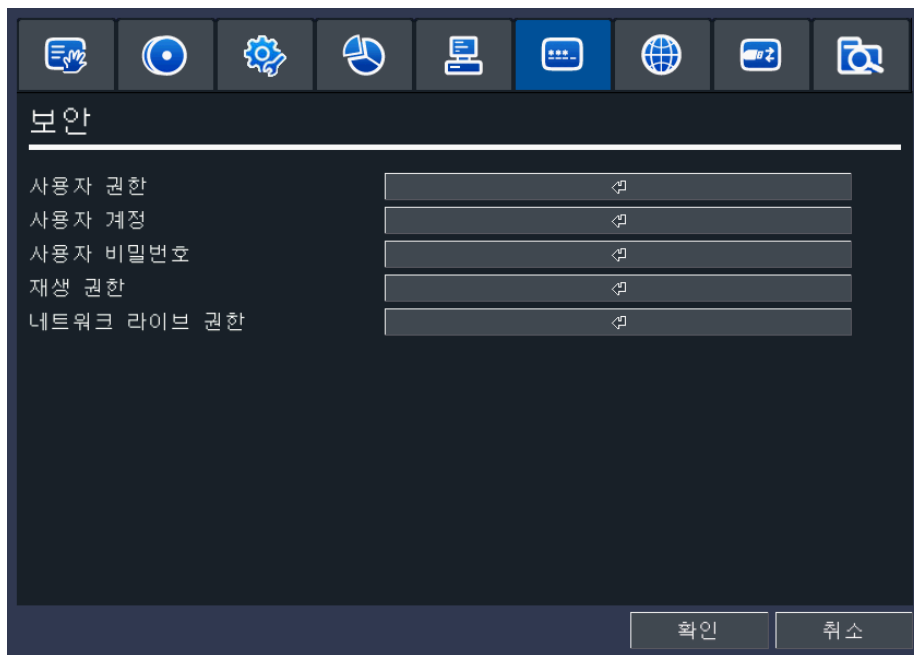 보안
사용자 권한
사용자 계정
사용자 비밀번호
재생 권한
네트워크 라이브 권한
확인 취소